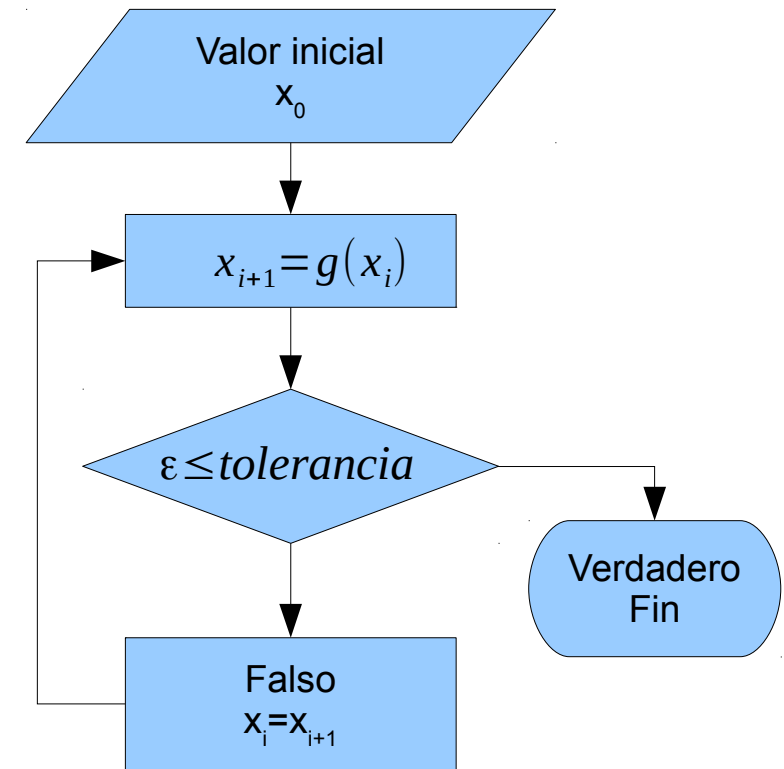 Valor inicial
x₀
xᵢ₊₁=g(xᵢ)
ε≤tolerancia
Verdadero
Fin
Falso
xᵢ=xᵢ₊₁